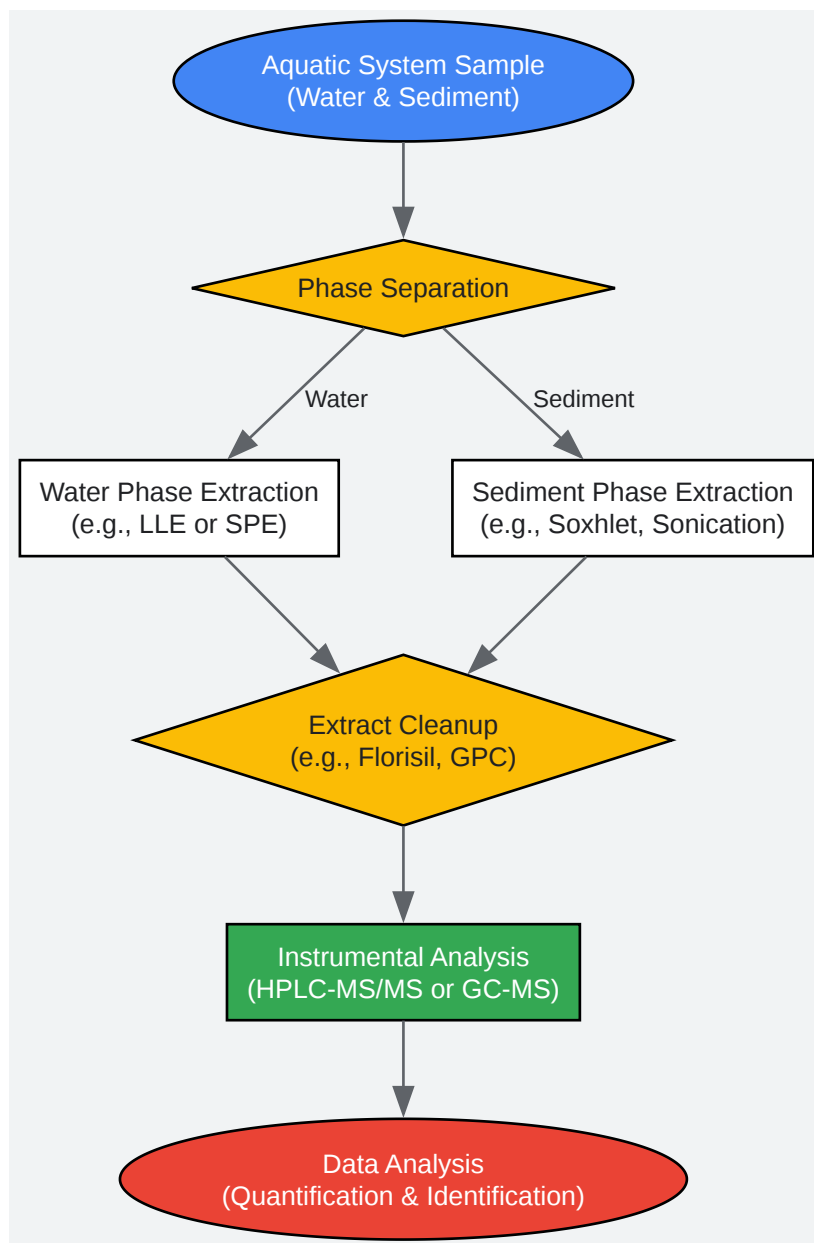 Aquatic System Sample
(Water & Sediment)
Phase Separation
Water
Sediment
Water Phase Extraction
(e.g., LLE or SPE)
Sediment Phase Extraction
(e.g., Soxhlet, Sonication)
Extract Cleanup
(e.g., Florisil, GPC)
Instrumental Analysis
(HPLC-MS/MS or GC-MS)
Data Analysis
(Quantification & Identification)